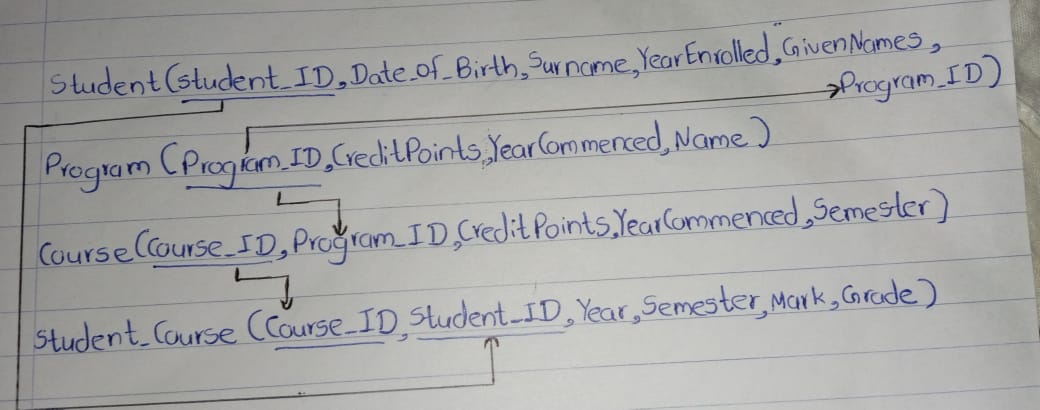 Student(Student_ID, Date_of_Birth, Surname, YearEnrolled, GivenNames,
Program_ID)
Program (Program_ID, CreditPoints, YearCommenced, Name)
Course (Course_ID, Program_ID, CreditPoints, YearCommenced, Semester)
Student_Course (Course_ID, Student_ID, Year, Semester, Mark, Grade)